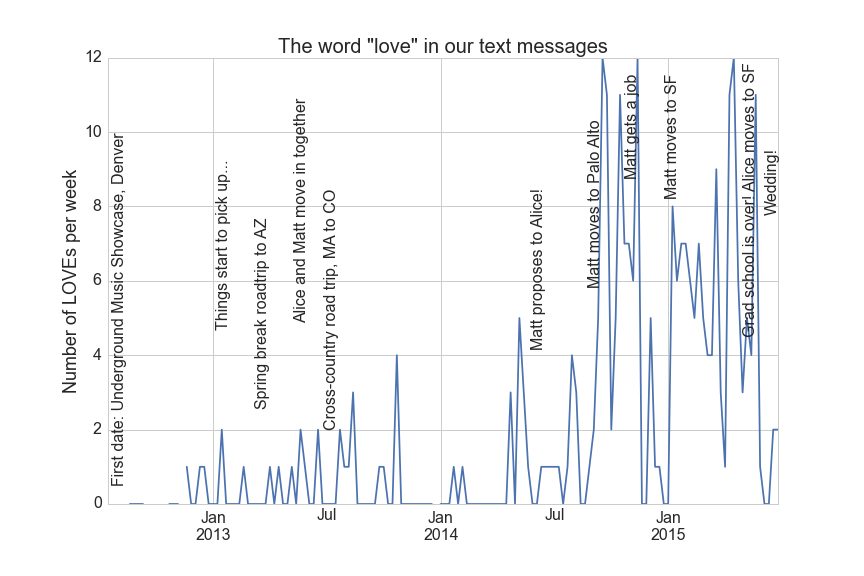 The word "love" in our text messages
Number of LOVEs per week
12
10
8
6
4
2
0
First date: Underground Music Showcase, Denver
Things start to pick up...
Spring break roadtrip to AZ
Alice and Matt move in together
Cross-country road trip, MA to CO
Matt proposes to Alice!
Matt moves to Palo Alto
Matt gets a job
Matt moves to SF
Grad school is over! Alice moves to SF
Wedding!
Jan
2013
Jul
Jan
2014
Jul
Jan
2015